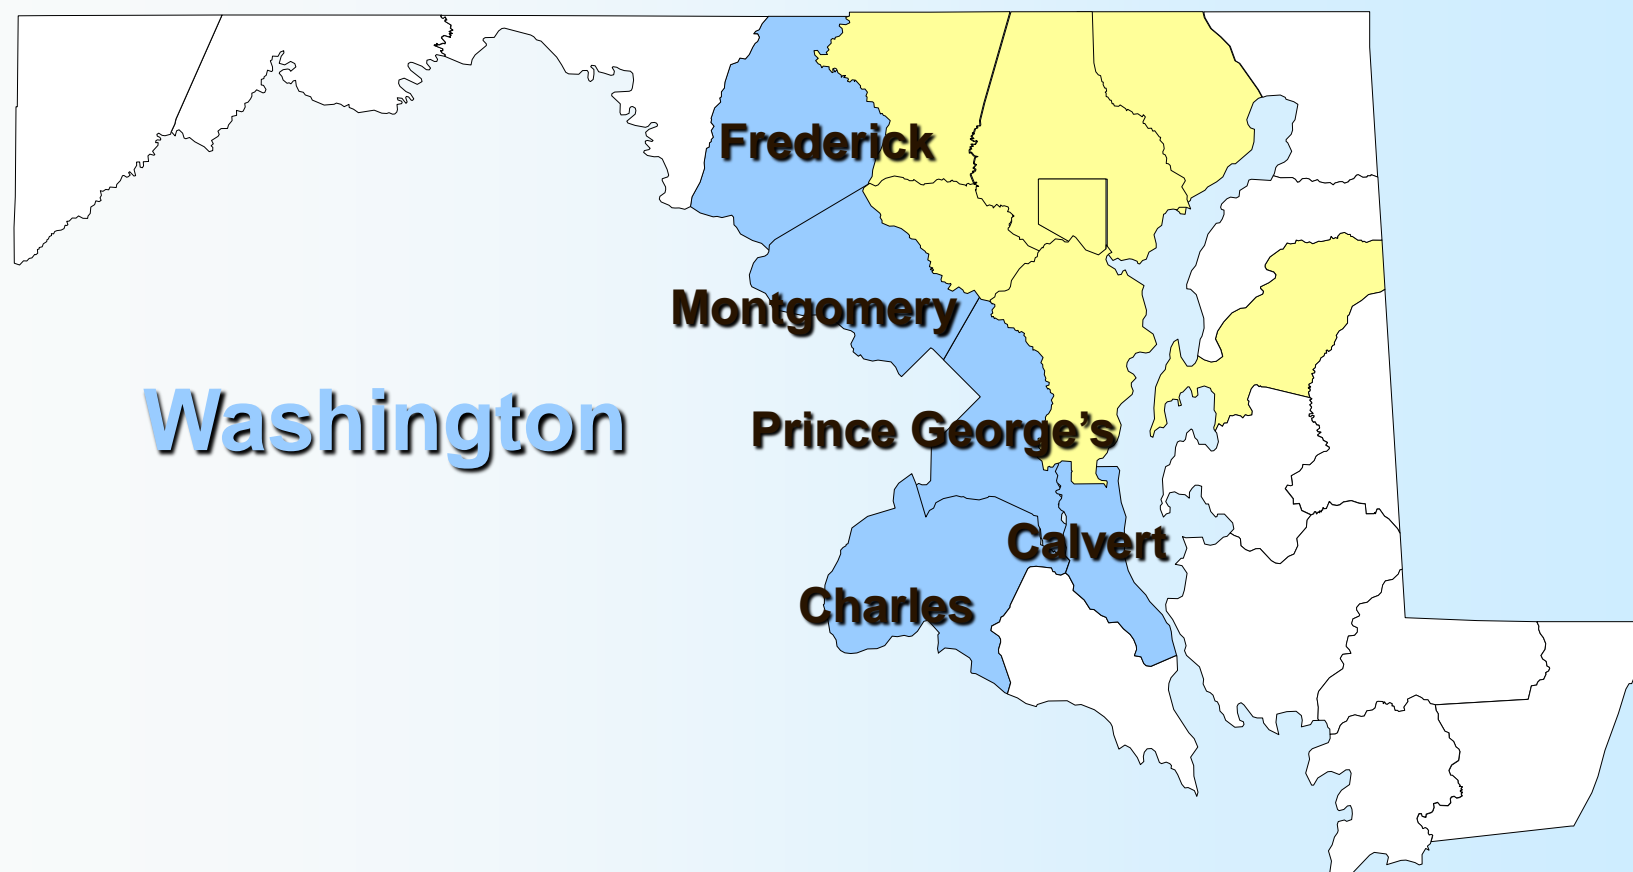 Frederick
Montgomery
Washington
Prince George’s
Calvert
Charles